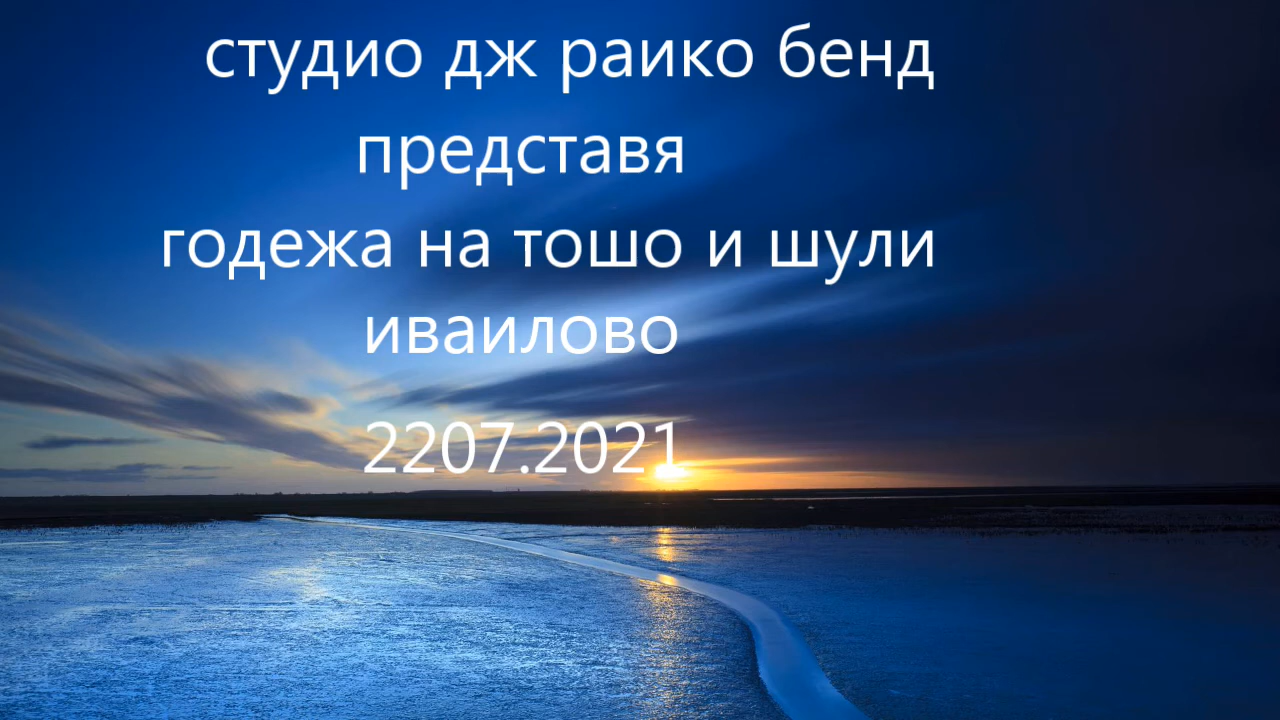 студио дж раико бенд
представя
годежа на тошо и шули
иваилово
2207.2021